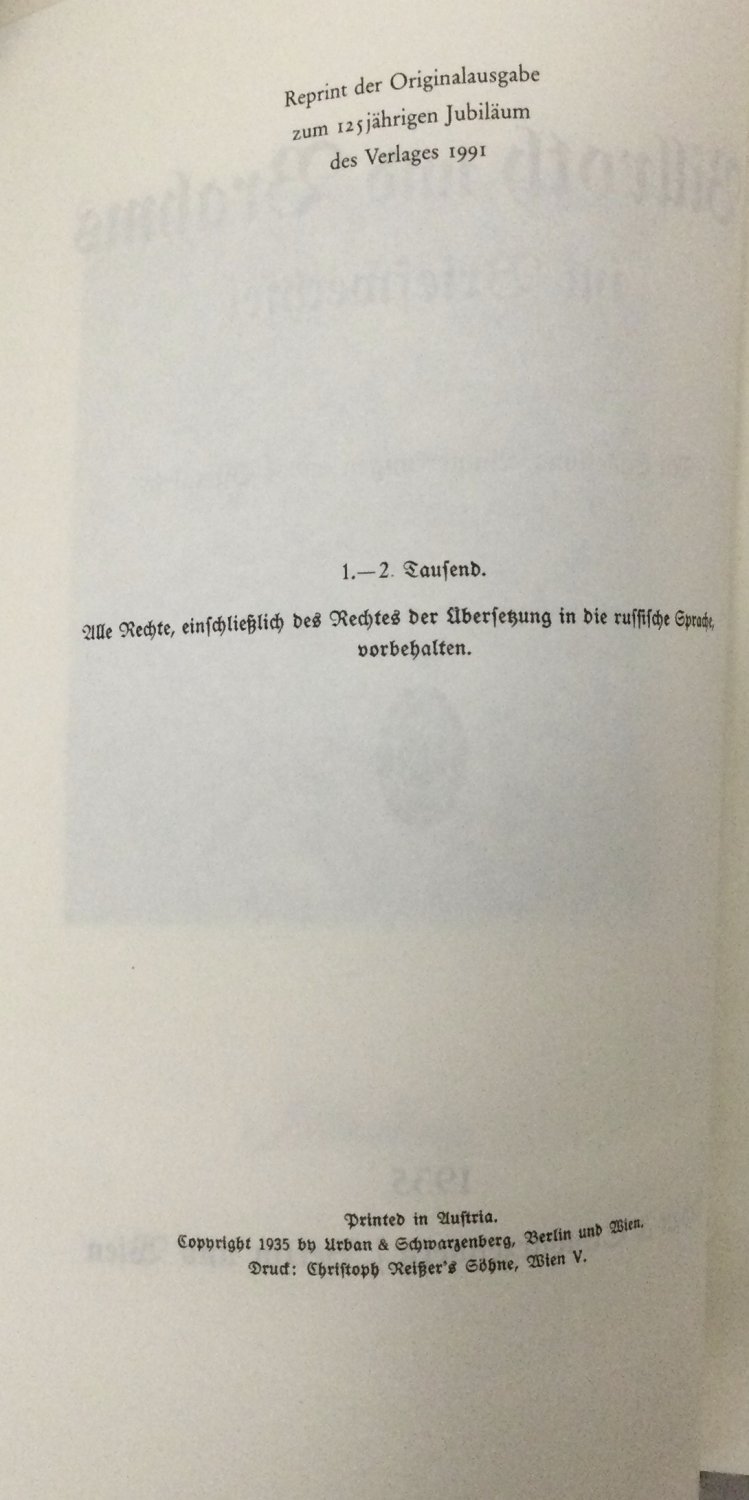 Reprint der Originalausgabe
zum 125jährigen Jubiläum
des Verlages 1991
1.—2. Tausend.
Alle Rechte, einschließlich des Rechtes der Übersetzung in die russische Sprache,
vorbehalten.
Printed in Austria.
Copyright 1935 by Urban & Schwarzenberg, Berlin und Wien.
Druck: Christoph Reißer's Söhne, Wien V.